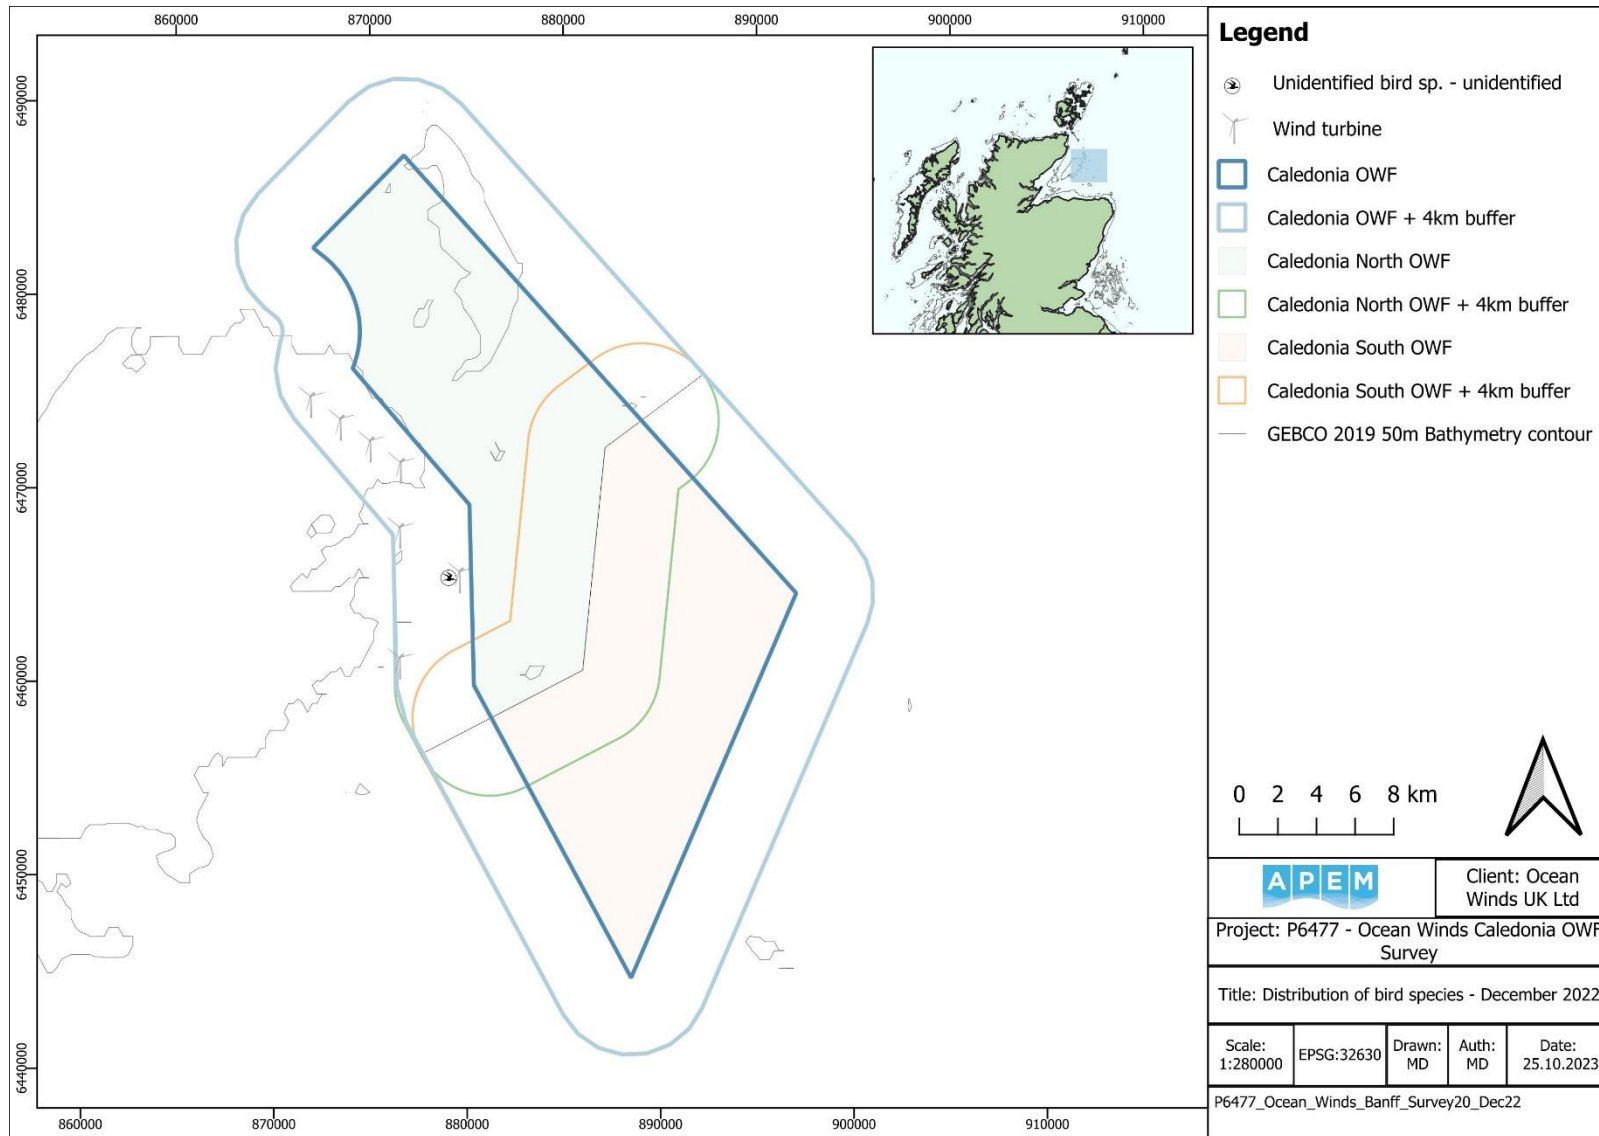 860000 870000 880000 890000 900000 910000
6490000
6480000
6470000
6460000
6450000
6440000
860000 870000 880000 890000 900000 910000
Legend
Unidentified bird sp. - unidentified
Wind turbine
Caledonia OWF
Caledonia OWF + 4km buffer
Caledonia North OWF
Caledonia North OWF + 4km buffer
Caledonia South OWF
Caledonia South OWF + 4km buffer
GEBCO 2019 50m Bathymetry contour
0 2 4 6 8 km
APEM
Client: Ocean
Winds UK Ltd
Project: P6477 - Ocean Winds Caledonia OWF
Survey
Title: Distribution of bird species - December 2022
Scale:
1:280000
EPSG:32630
Drawn:
MD
Auth:
MD
Date:
25.10.2023
P6477_Ocean_Winds_Banff_Survey20_Dec22